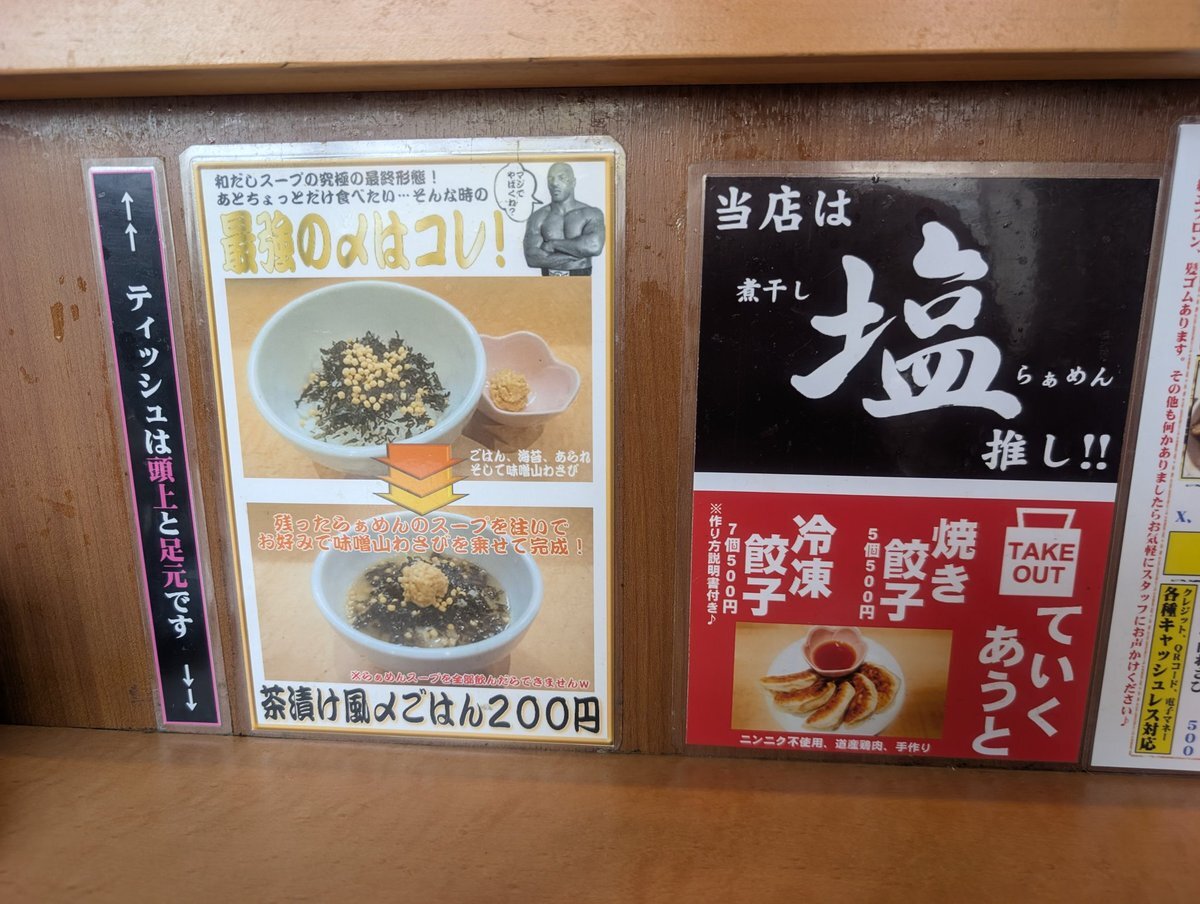 ↑↑↑
ティッシュは頭上と足元です
↓↓↓
和だしスープの究極の最終形態!
あとちょっとだけ食べたい…そんな時の
最強の〆はコレ!
マジで
やばくね?
ごはん、海苔、あられ
そして味噌山わさび
残ったらぁめんのスープを注いで
お好みで味噌山わさびを乗せて完成!
※らぁめんスープを全部飲んだらできませんw
茶漬け風〆ごはん200円
当店は
煮干し
塩
らぁめん
推し!!
TAKE
OUT
ていく
あうと
焼き
餃子
5個500円
冷凍
餃子
7個500円
※作り方説明書付き♪
ニンニク不使用、道産鶏肉、手作り
髪ゴムあります。その他も何かありましたらお気軽にスタッフにお声かけください♪
X、
クレジット、QRコード、電子マネー
各種キャッシュレス対応
500